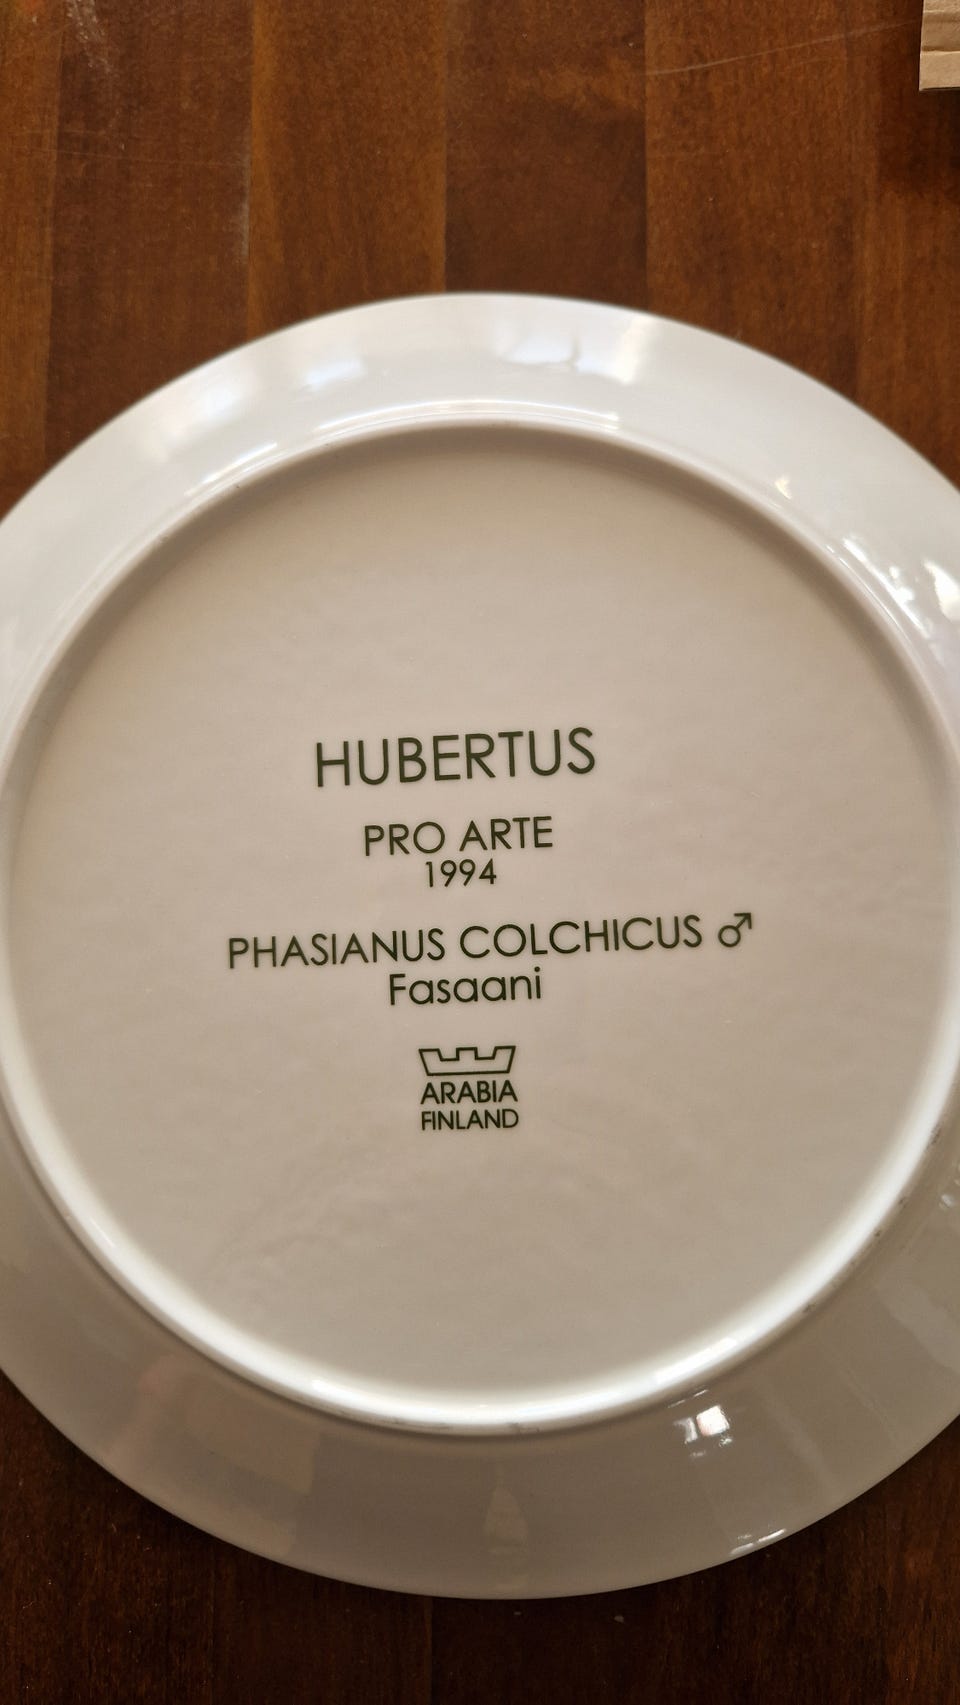 HUBERTUS
PRO ARTE
1994
PHASIANUS COLCHICUS ♂
Fasaani
ARABIA
FINLAND